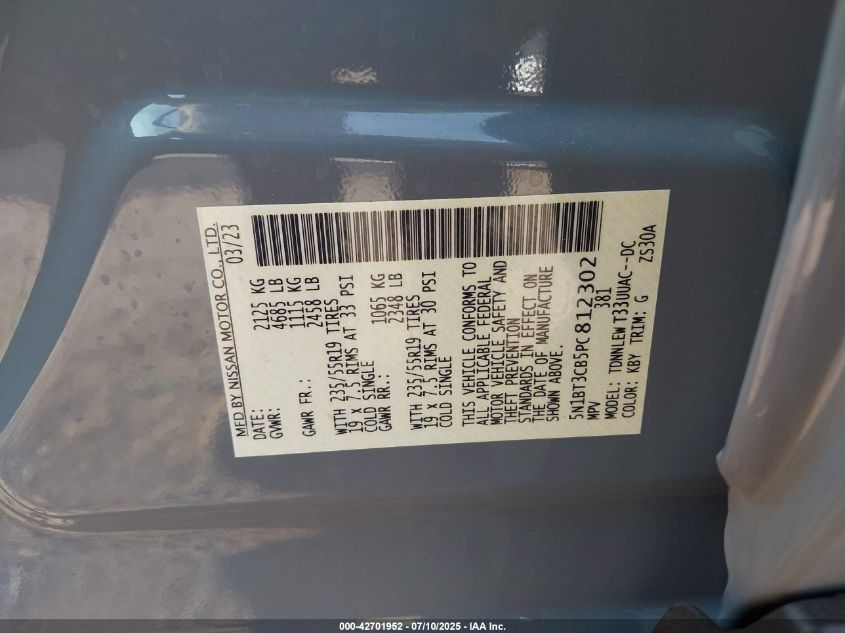 MFD BY NISSAN MOTOR CO., LTD.
DATE: 03/23
GVWR: 2125 KG
4685 LB
GAWR FR.: 1115 KG
2458 LB
WITH 235/55R19 TIRES
19 x 7.5 RIMS AT 33 PSI
COLD SINGLE
GAWR RR.: 1065 KG
2348 LB
WITH 235/55R19 TIRES
19 x 7.5 RIMS AT 30 PSI
COLD SINGLE
THIS VEHICLE CONFORMS TO
ALL APPLICABLE FEDERAL
MOTOR VEHICLE SAFETY AND
THEFT PREVENTION
STANDARDS IN EFFECT ON
THE DATE OF MANUFACTURE
SHOWN ABOVE.
5N1BT3CB5PC812302
MPV 381
MODEL: TDNNLEW T33UUAC--DC
COLOR: KBY TRIM: G ZS30A
000-42701952 - 07/10/2025 - IAA Inc.